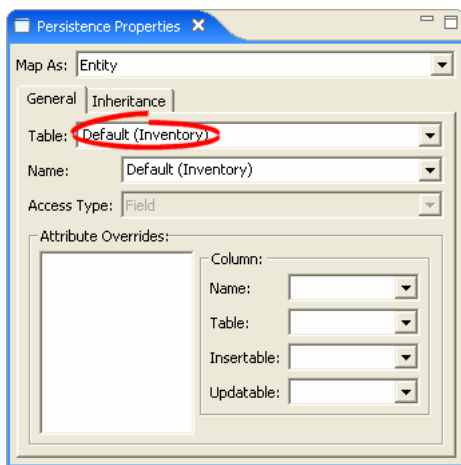 Persistence Properties
Map As: Entity
General Inheritance
Table: Default (Inventory)
Name: Default (Inventory)
Access Type: Field
Attribute Overrides:
Column:
Name:
Table:
Insertable:
Updatable: